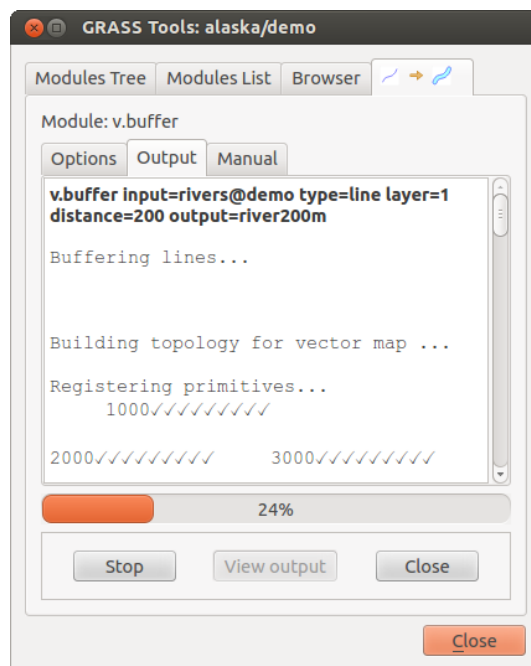 GRASS Tools: alaska/demo
Modules Tree Modules List Browser
Module: v.buffer
Options Output Manual
v.buffer input=rivers@demo type=line layer=1
distance=200 output=river200m
Buffering lines...
Building topology for vector map ...
Registering primitives...
1000✓✓✓✓✓✓✓✓✓
2000✓✓✓✓✓✓✓✓✓ 3000✓✓✓✓✓✓✓✓✓
24%
Stop View output Close
Close